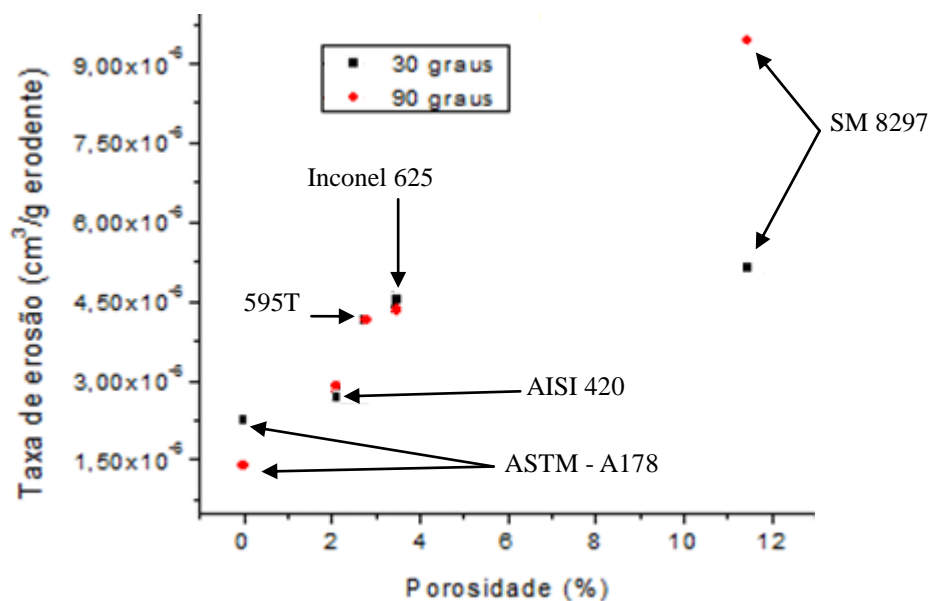 Taxa de erosão (cm³/g erodente)
9,00x10⁻⁶
7,50x10⁻⁶
6,00x10⁻⁶
4,50x10⁻⁶
3,00x10⁻⁶
1,50x10⁻⁶
30 graus
90 graus
SM 8297
Inconel 625
595T
AISI 420
ASTM - A178
0 2 4 6 8 10 12
Porosidade (%)